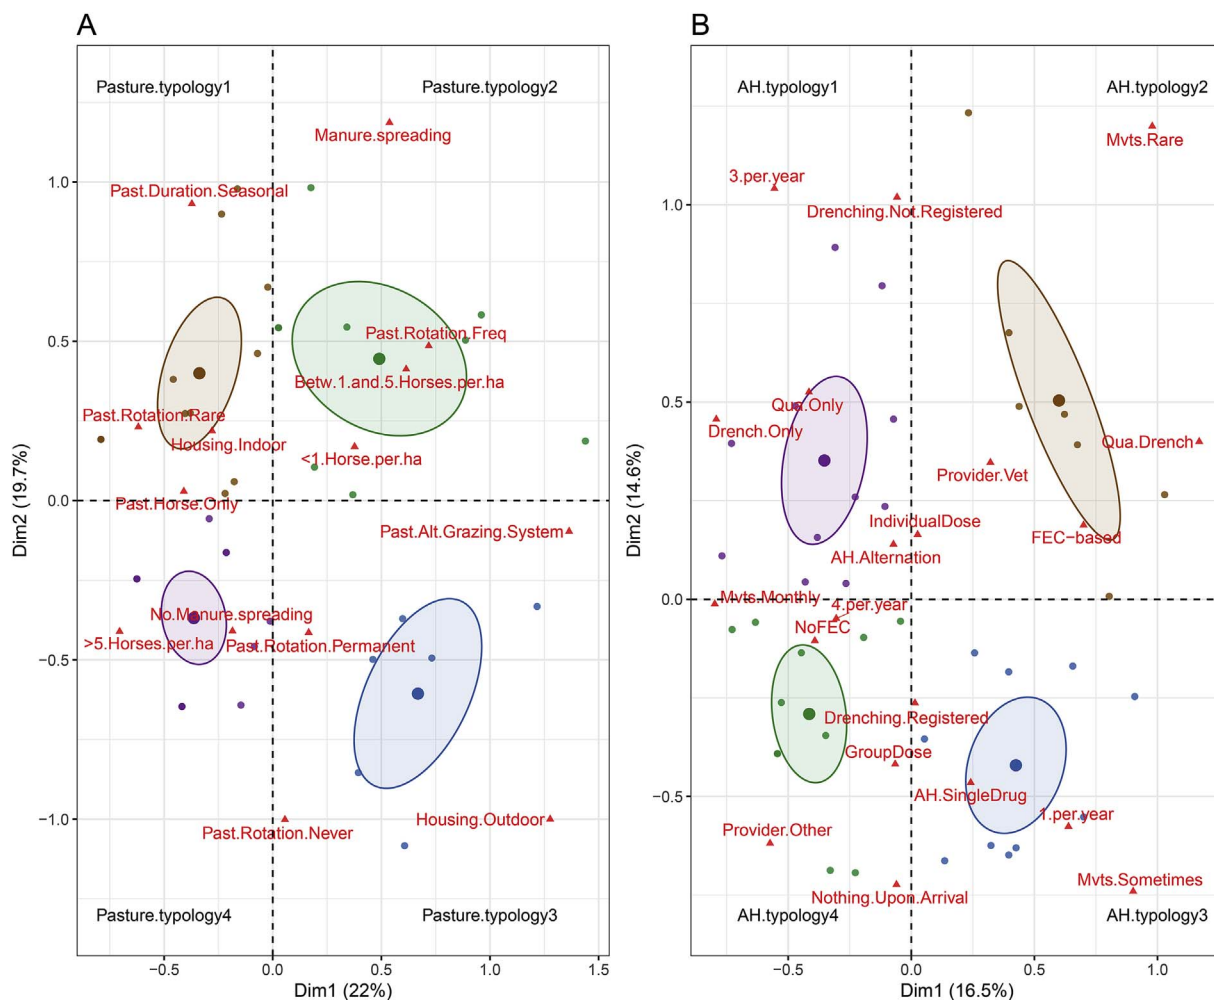 A
Pasture.typology1
Pasture.typology2
Manure.spreading
Past.Duration.Seasonal
Past.Rotation.Freq
Betw.1.and.5.Horses.per.ha
Past.Rotation.Rare
Housing.Indoor
<1.Horse.per.ha
Past.Horse.Only
Past.Alt.Grazing.System
No.Manure.spreading
>5.Horses.per.ha
Past.Rotation.Permanent
Past.Rotation.Never
Housing.Outdoor
Pasture.typology4
Pasture.typology3
1.0
0.5
0.0
−0.5
−1.0
Dim2 (19.7%)
−0.5
0.0
0.5
1.0
1.5
Dim1 (22%)
B
AH.typology1
AH.typology2
Mvts.Rare
3.per.year
Drenching.Not.Registered
Qua.Only
Drench.Only
Qua.Drench
Provider.Vet
IndividualDose
FEC−based
AH.Alternation
Mvts.Monthly
4.per.year
NoFEC
Drenching.Registered
GroupDose
AH.SingleDrug
1.per.year
Provider.Other
Mvts.Sometimes
Nothing.Upon.Arrival
AH.typology4
AH.typology3
1.0
0.5
0.0
−0.5
Dim2 (14.6%)
−0.5
0.0
0.5
1.0
Dim1 (16.5%)